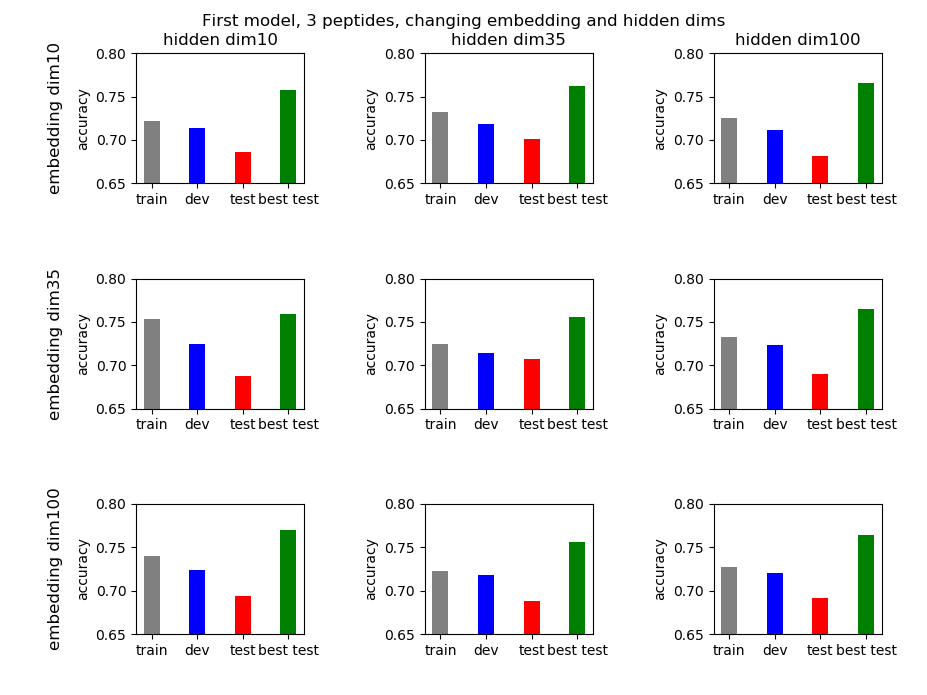 First model, 3 peptides, changing embedding and hidden dims
hidden dim10 hidden dim35 hidden dim100
embedding dim10
accuracy
0.80
0.75
0.70
0.65
train dev test best test
accuracy
0.80
0.75
0.70
0.65
train dev test best test
accuracy
0.80
0.75
0.70
0.65
train dev test best test
embedding dim35
accuracy
0.80
0.75
0.70
0.65
train dev test best test
accuracy
0.80
0.75
0.70
0.65
train dev test best test
accuracy
0.80
0.75
0.70
0.65
train dev test best test
embedding dim100
accuracy
0.80
0.75
0.70
0.65
train dev test best test
accuracy
0.80
0.75
0.70
0.65
train dev test best test
accuracy
0.80
0.75
0.70
0.65
train dev test best test